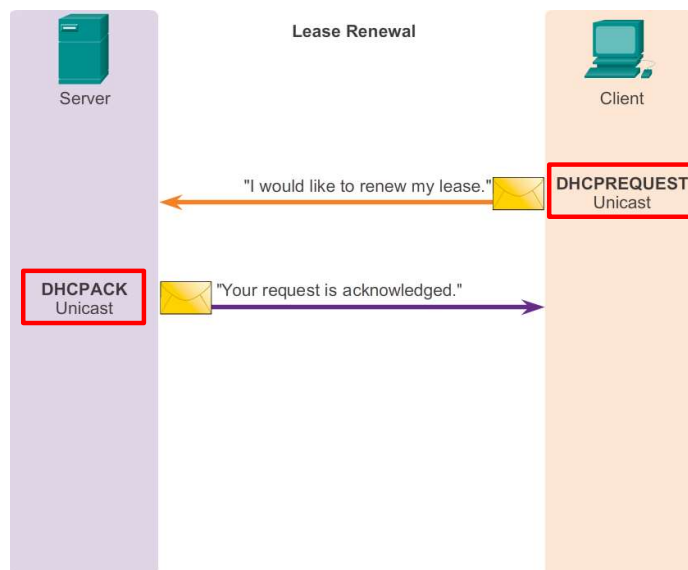 Lease Renewal
Server
Client
"I would like to renew my lease."
DHCPREQUEST
Unicast
DHCPACK
Unicast
"Your request is acknowledged."